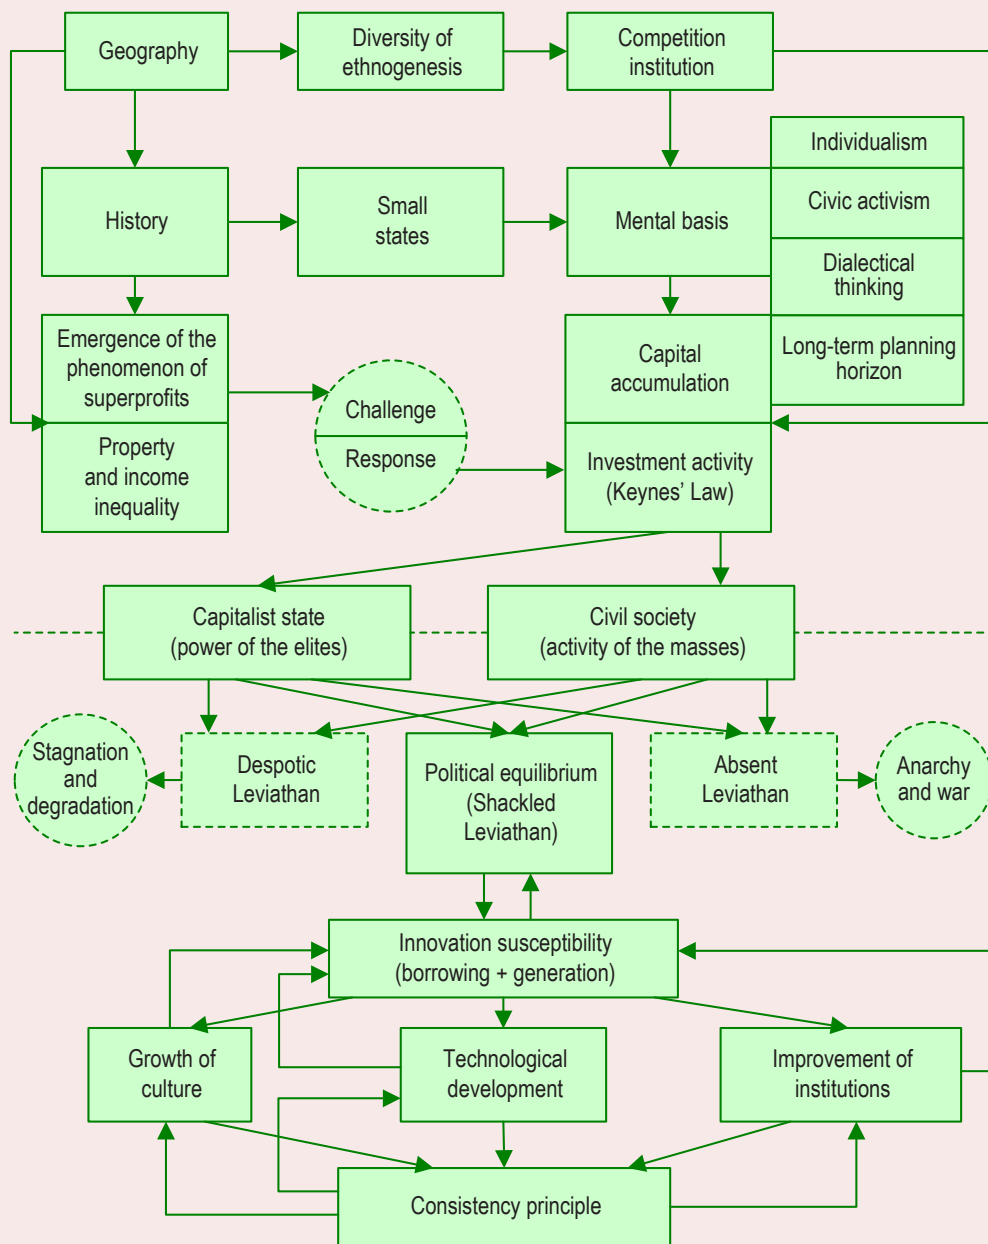 Geography
Diversity of
ethnogenesis
Competition
institution
Individualism
History
Small
states
Mental basis
Civic activism
Dialectical
thinking
Emergence of the
phenomenon of
superprofits
Challenge
Capital
accumulation
Long-term planning
horizon
Property
and income
inequality
Response
Investment activity
(Keynes’ Law)
Capitalist state
(power of the elites)
Civil society
(activity of the masses)
Stagnation
and
degradation
Despotic
Leviathan
Political equilibrium
(Shackled
Leviathan)
Absent
Leviathan
Anarchy
and war
Innovation susceptibility
(borrowing + generation)
Growth of
culture
Technological
development
Improvement of
institutions
Consistency principle